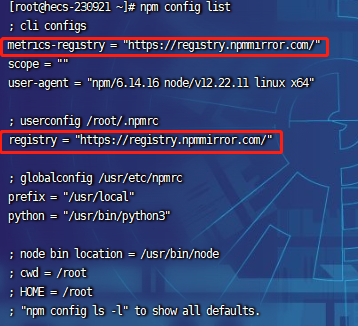 [root@hecs-230921 ~]# npm config list
; cli configs
metrics-registry = "https://registry.npmmirror.com/"
scope = ""
user-agent = "npm/6.14.16 node/v12.22.11 linux x64"
; userconfig /root/.npmrc
registry = "https://registry.npmmirror.com/"
; globalconfig /usr/etc/npmrc
prefix = "/usr/local"
python = "/usr/bin/python3"
; node bin location = /usr/bin/node
; cwd = /root
; HOME = /root
; "npm config ls -l" to show all defaults.